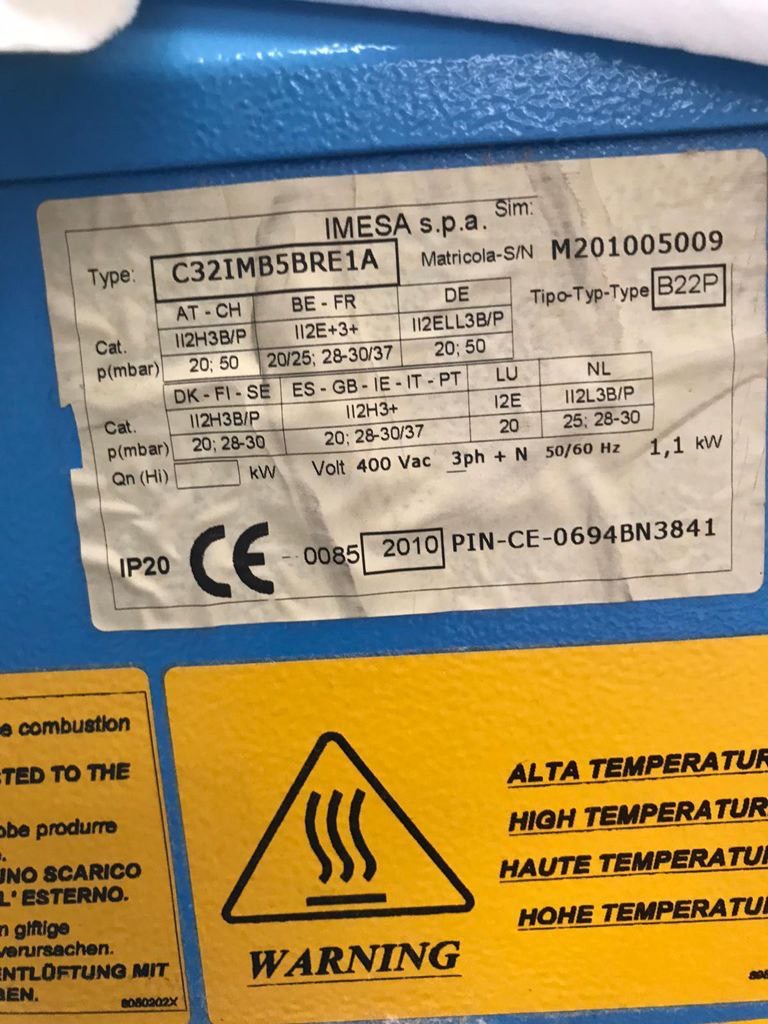 IMESA s.p.a. Sim:
Type: C32IMB5BRE1A Matricola-S/N M201005009
AT - CH BE - FR DE Tipo-Typ-Type B22P
Cat. II2H3B/P II2E+3+ II2ELL3B/P
p(mbar) 20; 50 20/25; 28-30/37 20; 50
DK - FI - SE ES - GB - IE - IT - PT LU NL
Cat. II2H3B/P II2H3+ I2E II2L3B/P
p(mbar) 20; 28-30 20; 28-30/37 20 25; 28-30
Qn (Hi) kW Volt 400 Vac 3ph + N 50/60 Hz 1,1 kW
IP20 CE - 0085 2010 PIN-CE-0694BN3841
combustion
TED TO THE
produrre
UNO SCARICO
L' ESTERNO.
giftige
verursachen.
ENTLÜFTUNG MIT
8050202X
WARNING
ALTA TEMPERATUR
HIGH TEMPERATUR
HAUTE TEMPERATU
HOHE TEMPERATU